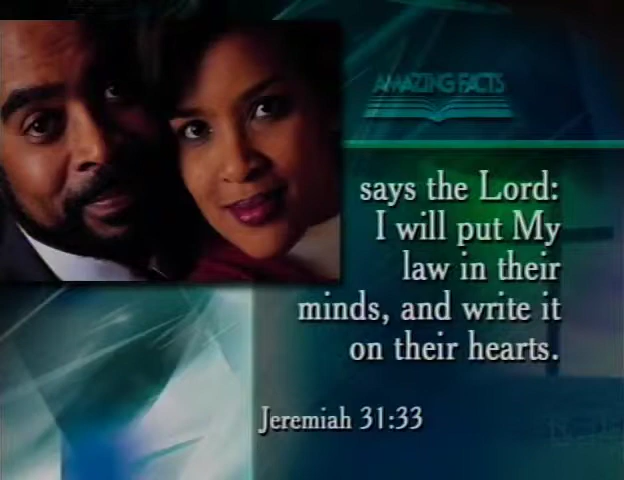 AMAZING FACTS
says the Lord:
I will put My
law in their
minds, and write it
on their hearts.
Jeremiah 31:33